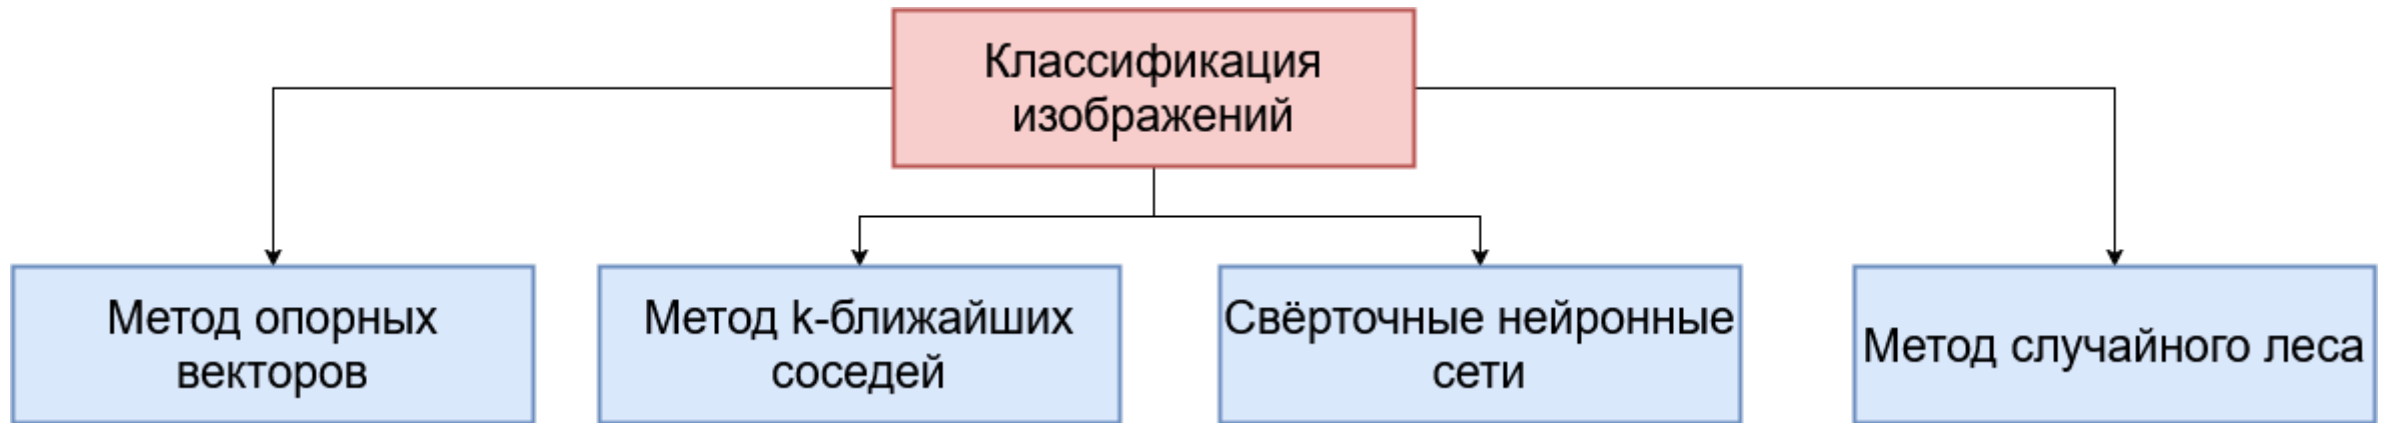 Классификация
изображений
Метод опорных
векторов
Метод k-ближайших
соседей
Свёрточные нейронные
сети
Метод случайного леса